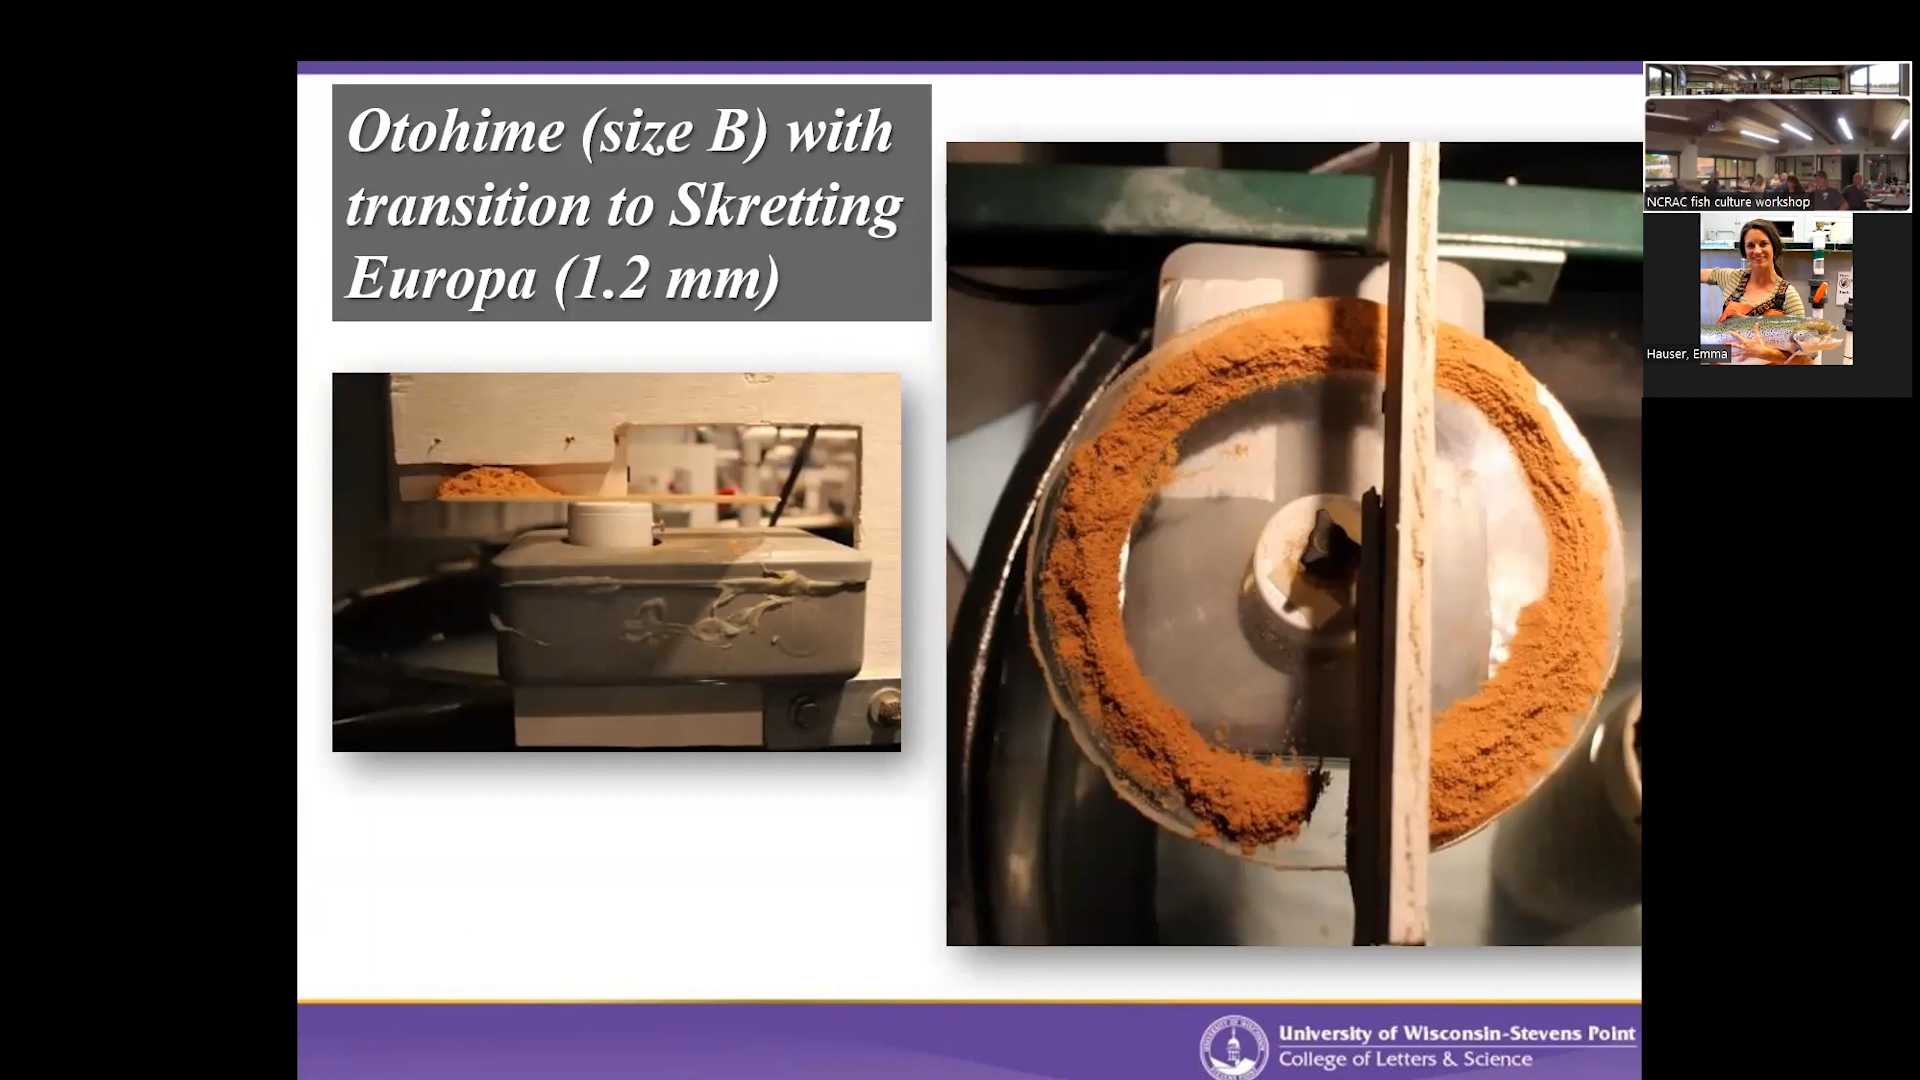 Otohime (size B) with
transition to Skretting
Europa (1.2 mm)
NCRAC fish culture workshop
Hauser, Emma
University of Wisconsin-Stevens Point
College of Letters & Science